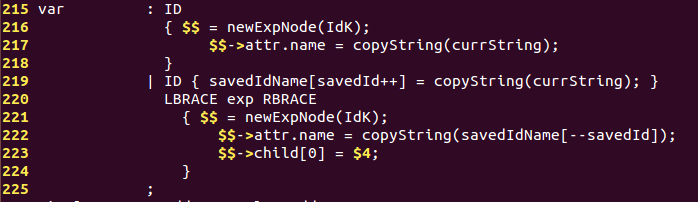 215 var         : ID
216               { $$ = newExpNode(IdK);
217                    $$->attr.name = copyString(currString);
218               }
219             | ID { savedIdName[savedId++] = copyString(currString); }
220               LBRACE exp RBRACE
221                 { $$ = newExpNode(IdK);
222                     $$->attr.name = copyString(savedIdName[--savedId]);
223                     $$->child[0] = $4;
224                 }
225             ;